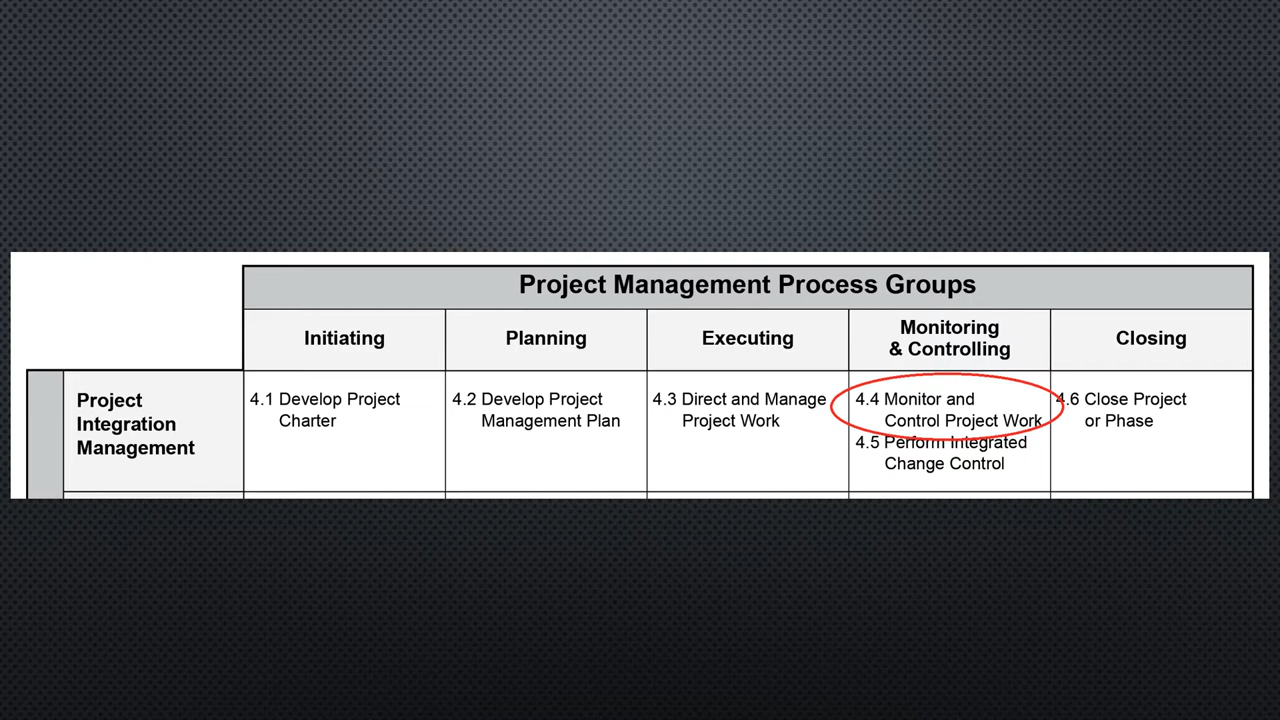 Project Management Process Groups
Initiating
Planning
Executing
Monitoring
& Controlling
Closing
Project
Integration
Management
4.1 Develop Project
Charter
4.2 Develop Project
Management Plan
4.3 Direct and Manage
Project Work
4.4 Monitor and
Control Project Work
4.5 Perform Integrated
Change Control
4.6 Close Project
or Phase